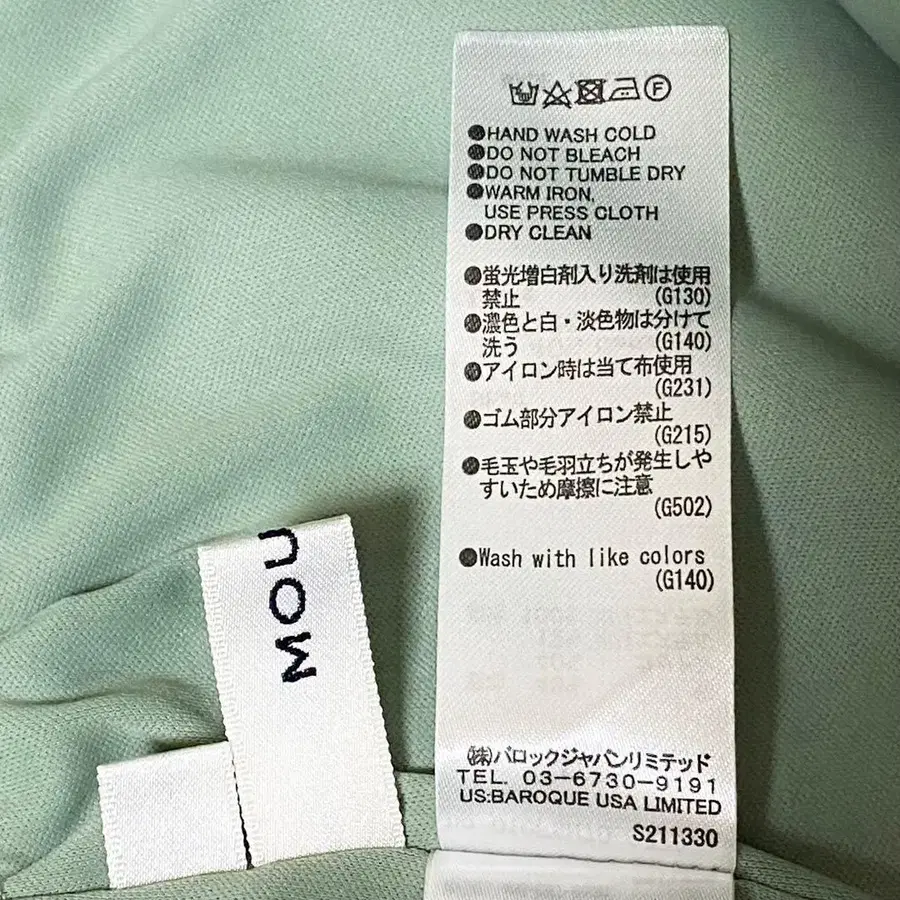 F
●HAND WASH COLD
●DO NOT BLEACH
●DO NOT TUMBLE DRY
●WARM IRON,
USE PRESS CLOTH
●DRY CLEAN
●蛍光増白剤入り洗剤は使用
禁止 (G130)
●濃色と白・淡色物は分けて
洗う (G140)
●アイロン時は当て布使用
(G231)
●ゴム部分アイロン禁止
(G215)
●毛玉や毛羽立ちが発生しや
すいため摩擦に注意
(G502)
●Wash with like colors
(G140)
MOU
㈱バロックジャパンリミテッド
TEL. 03-6730-9191
US:BAROQUE USA LIMITED
S211330